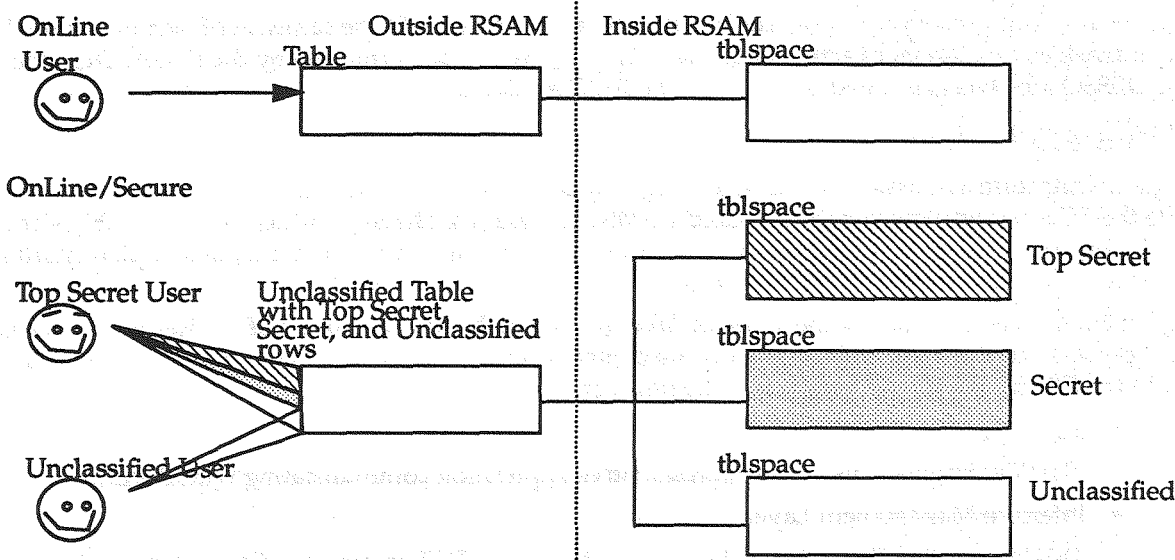 OnLine
Outside RSAM
Inside RSAM
User
Table
tblspace
OnLine/Secure
tblspace
Top Secret
Top Secret User
Unclassified Table
with Top Secret,
Secret, and Unclassified
rows
tblspace
Secret
Unclassified User
tblspace
Unclassified